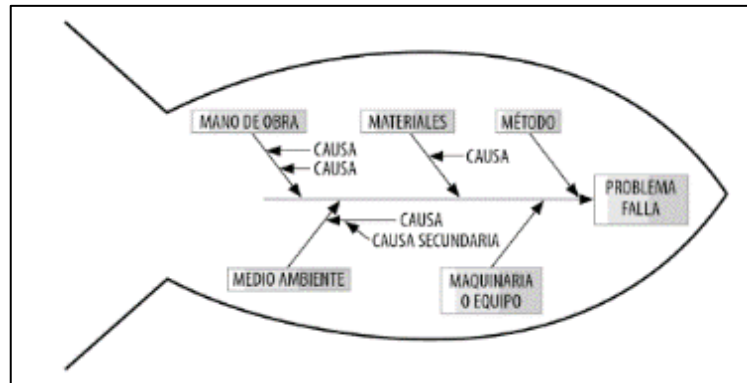 MANO DE OBRA
MATERIALES
MÉTODO
CAUSA
CAUSA
CAUSA
PROBLEMA
FALLA
CAUSA
CAUSA SECUNDARIA
MEDIO AMBIENTE
MAQUINARIA
O EQUIPO